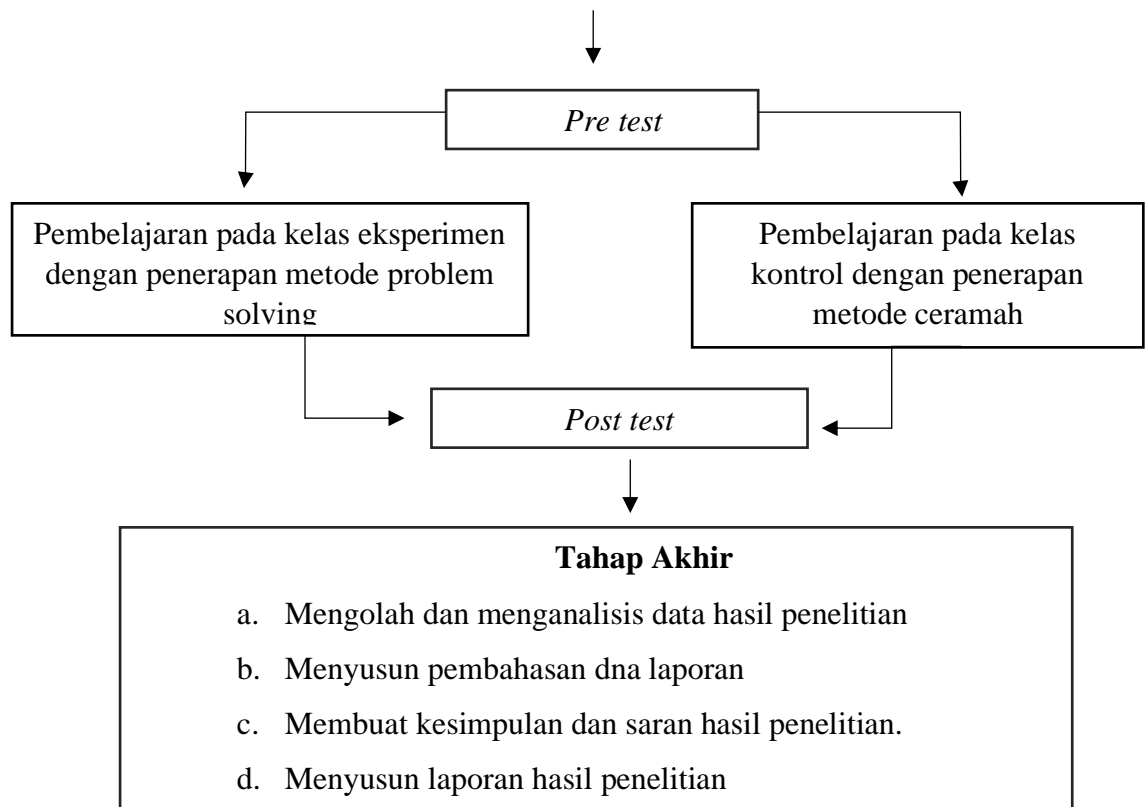 Pre test
Pembelajaran pada kelas eksperimen
dengan penerapan metode problem
solving
Pembelajaran pada kelas
kontrol dengan penerapan
metode ceramah
Post test
Tahap Akhir
a. Mengolah dan menganalisis data hasil penelitian
b. Menyusun pembahasan dna laporan
c. Membuat kesimpulan dan saran hasil penelitian.
d. Menyusun laporan hasil penelitian